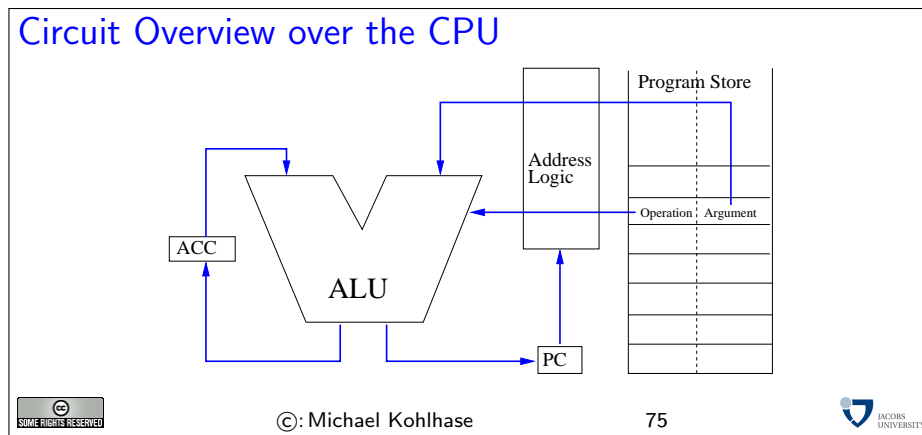 Circuit Overview over the CPU
Program Store
Address
Logic
Operation
Argument
ACC
ALU
PC
cc
SOME RIGHTS RESERVED
©: Michael Kohlhase
75
JACOBS
UNIVERSITY